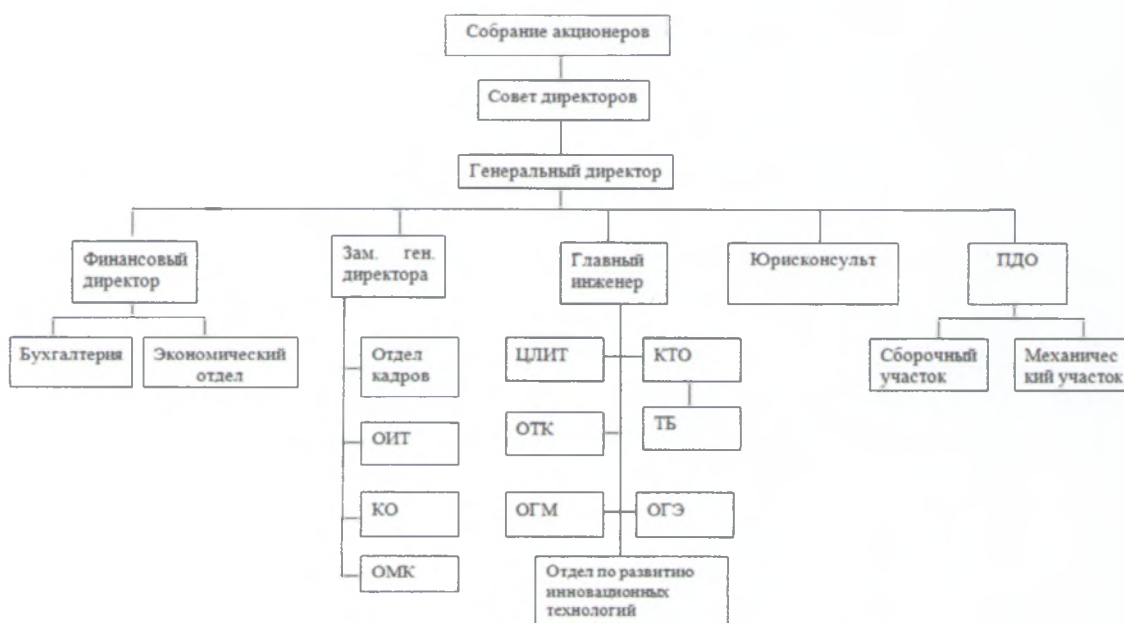 Собрание акционеров
Совет директоров
Генеральный директор
Финансовый
директор
Зам. ген.
директора
Главный
инженер
Юрисконсульт
ПДО
Бухгалтерия
Экономический
отдел
Отдел
кадров
ОИТ
КО
ОМК
ЦЛИТ
КТО
ОТК
ТБ
ОГМ
ОГЭ
Отдел по развитию
инновационных
технологий
Сборочный
участок
Механичес
кий участок